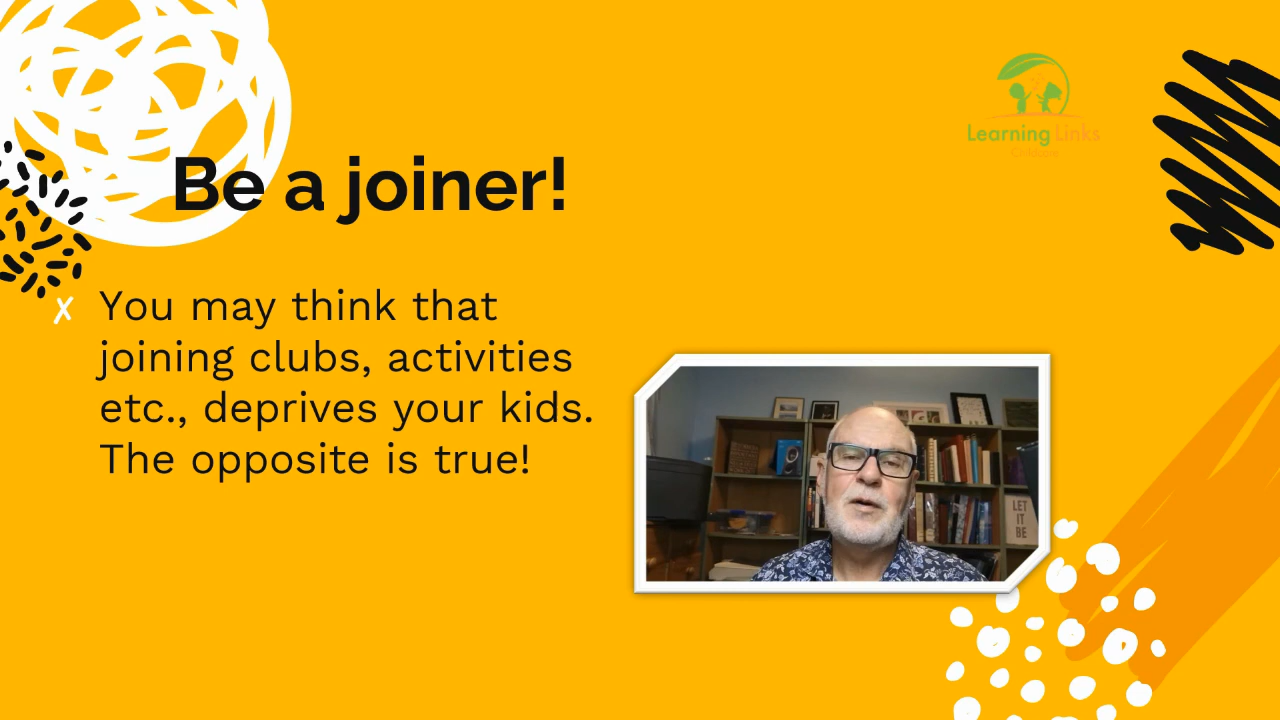 Be a joiner!
Learning Links
Childcare
x You may think that
joining clubs, activities
etc., deprives your kids.
The opposite is true!
LET
IT
BE